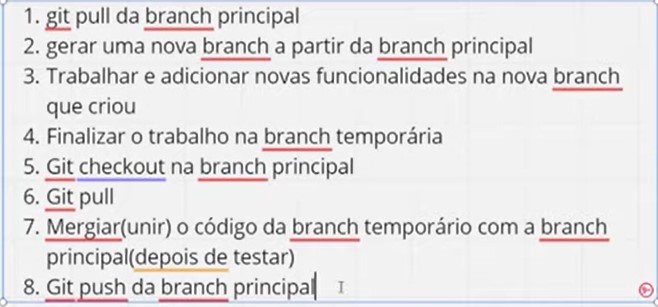 1. git pull da branch principal
2. gerar uma nova branch a partir da branch principal
3. Trabalhar e adicionar novas funcionalidades na nova branch
que criou
4. Finalizar o trabalho na branch temporária
5. Git checkout na branch principal
6. Git pull
7. Mergiar(unir) o código da branch temporário com a branch
principal(depois de testar)
8. Git push da branch principal